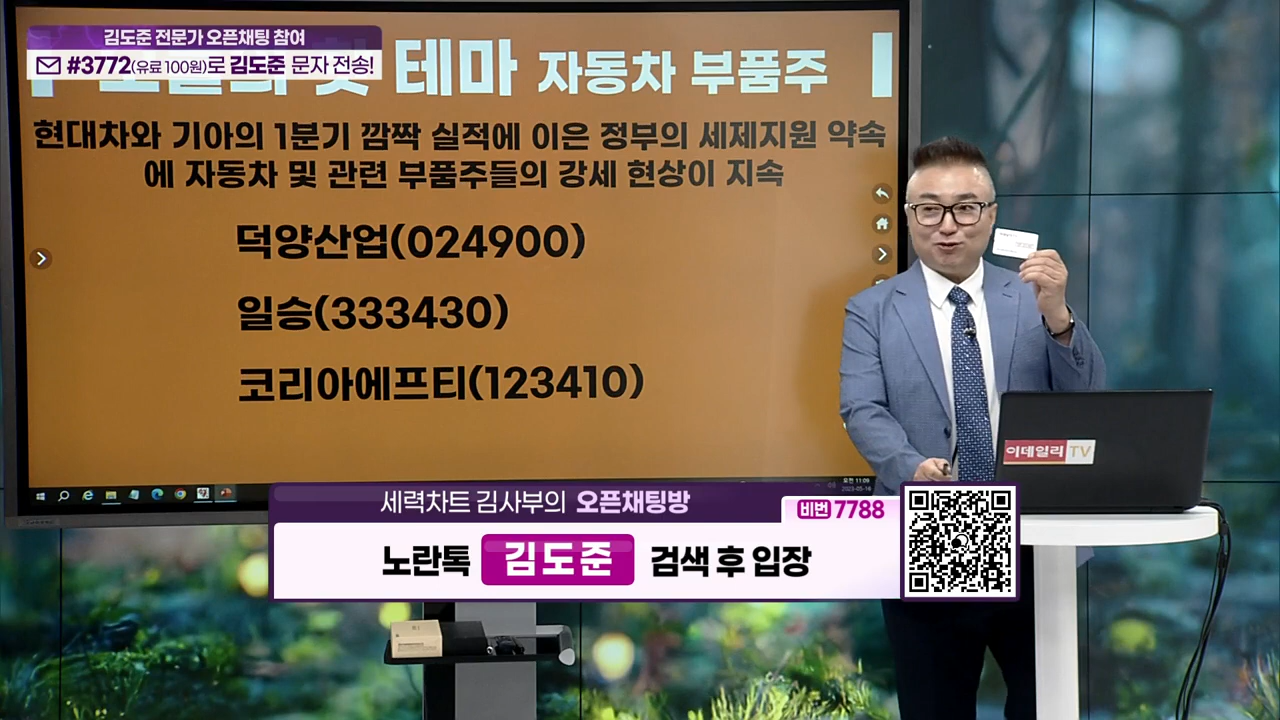 김도준 전문가 오픈채팅 참여
#3772(유료 100원)로 김도준 문자 전송!
테마 자동차 부품주
현대차와 기아의 1분기 깜짝 실적에 이은 정부의 세제지원 약속
에 자동차 및 관련 부품주들의 강세 현상이 지속
덕양산업(024900)
일승(333430)
코리아에프티(123410)
오전 11:09
이데일리 TV
세력차트 김사부의 오픈채팅방
비번 7788
노란톡 김도준 검색 후 입장